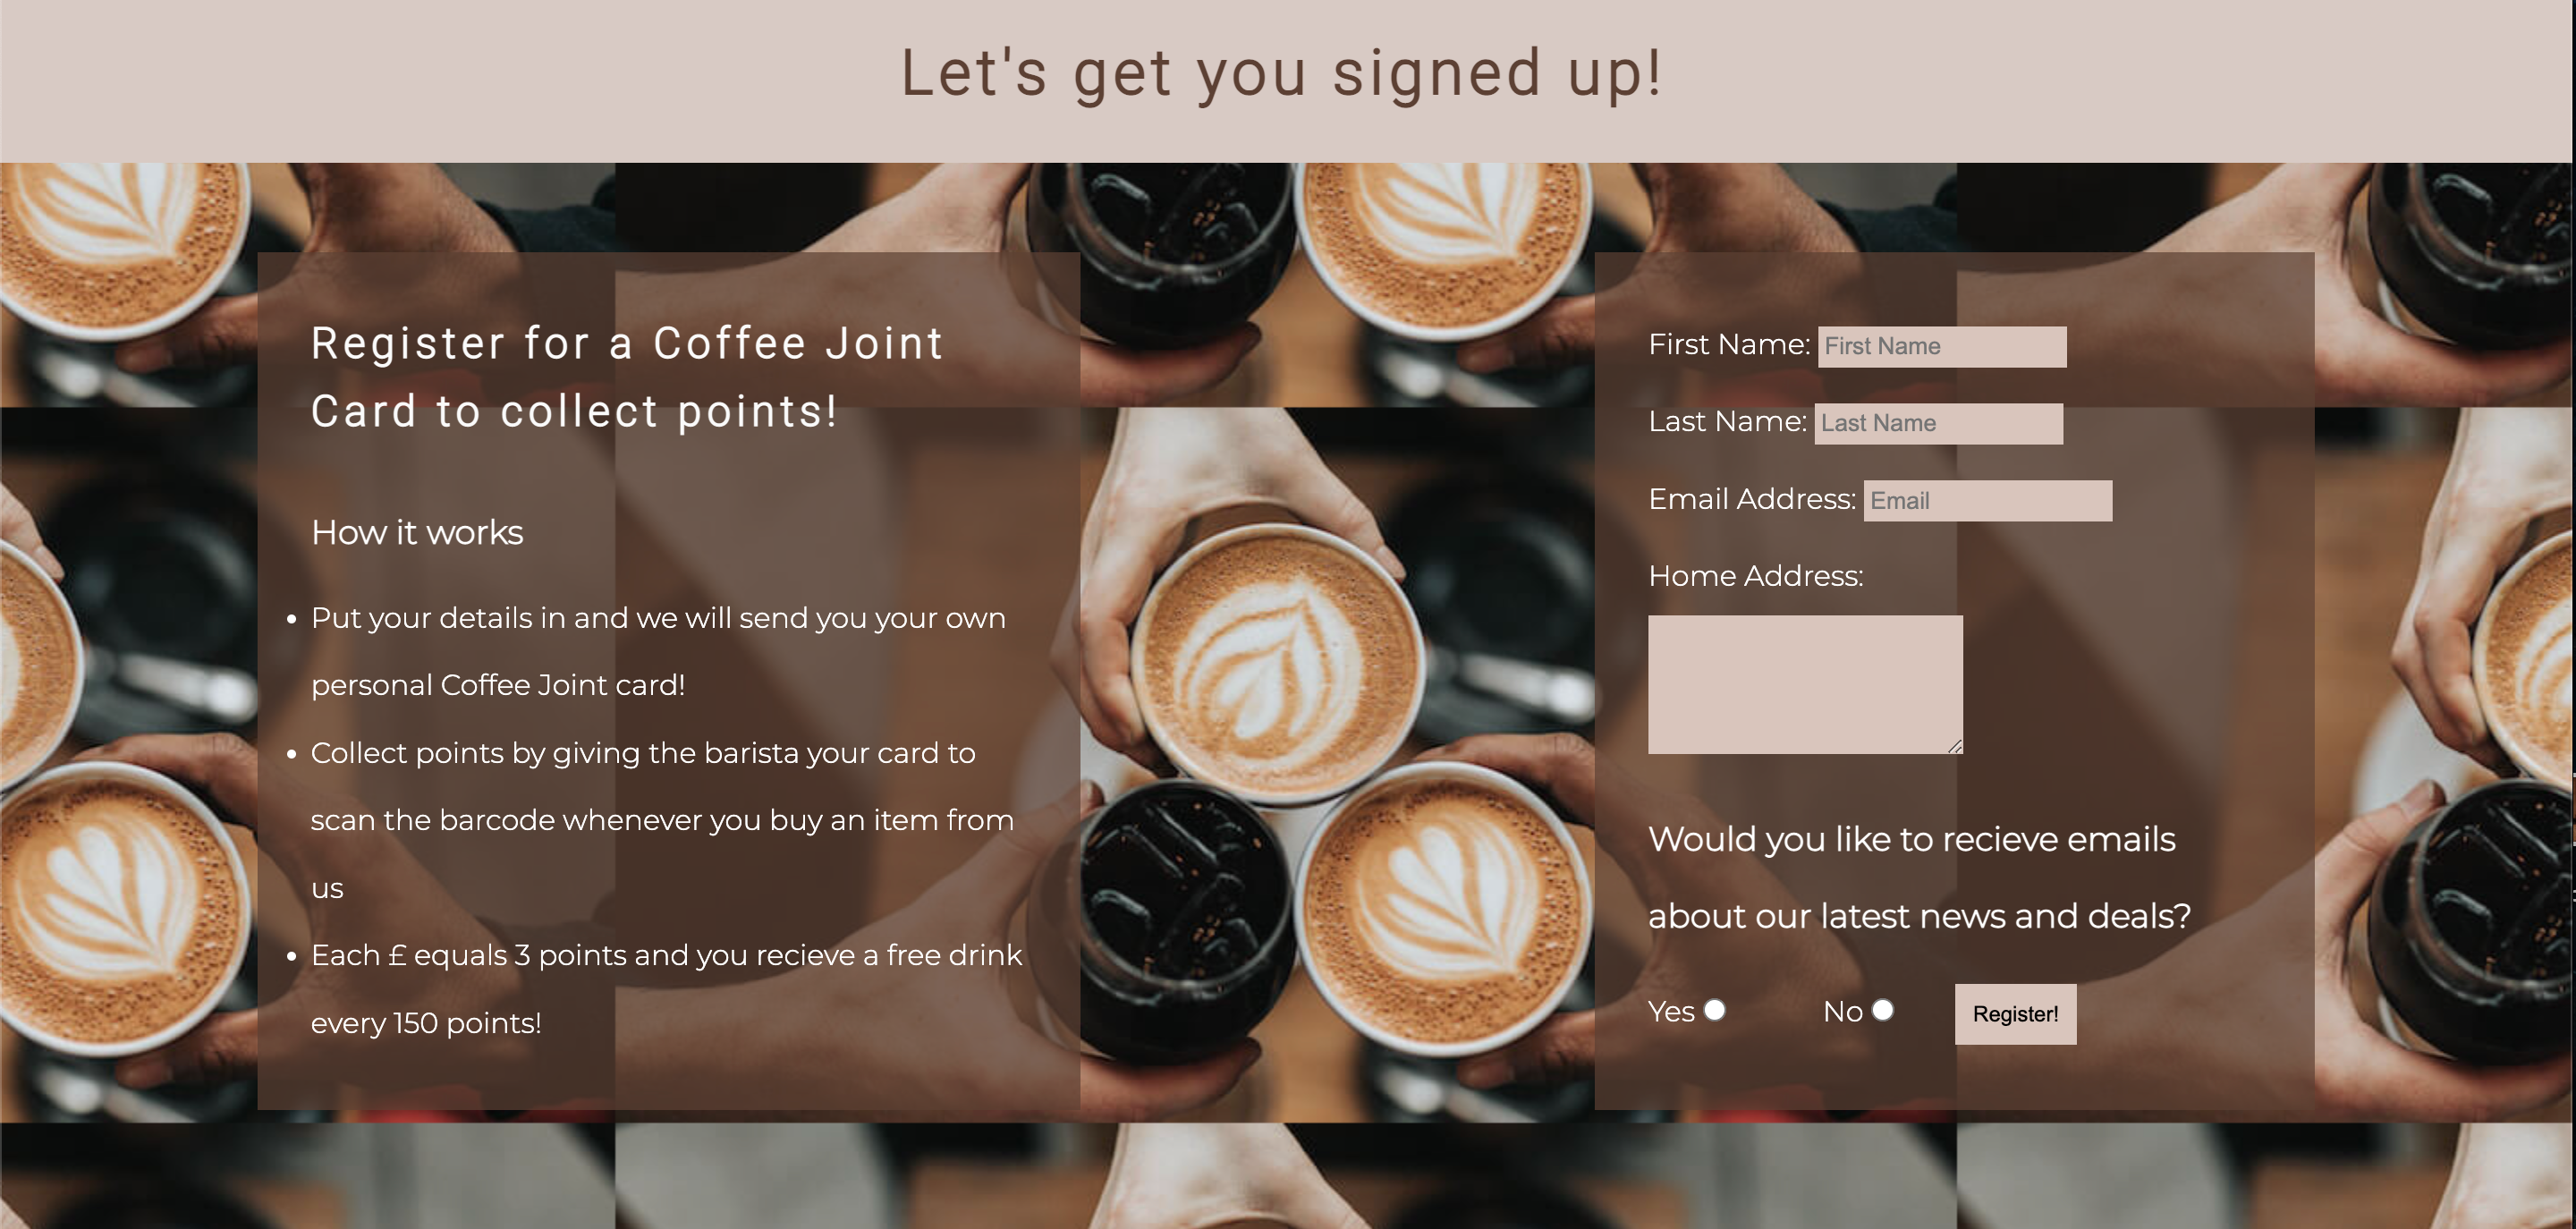 Let's get you signed up!
Register for a Coffee Joint
Card to collect points!
How it works
• Put your details in and we will send you your own
personal Coffee Joint card!
• Collect points by giving the barista your card to
scan the barcode whenever you buy an item from
us
• Each £ equals 3 points and you recieve a free drink
every 150 points!
First Name: First Name
Last Name: Last Name
Email Address: Email
Home Address:
Would you like to recieve emails
about our latest news and deals?
Yes No Register!